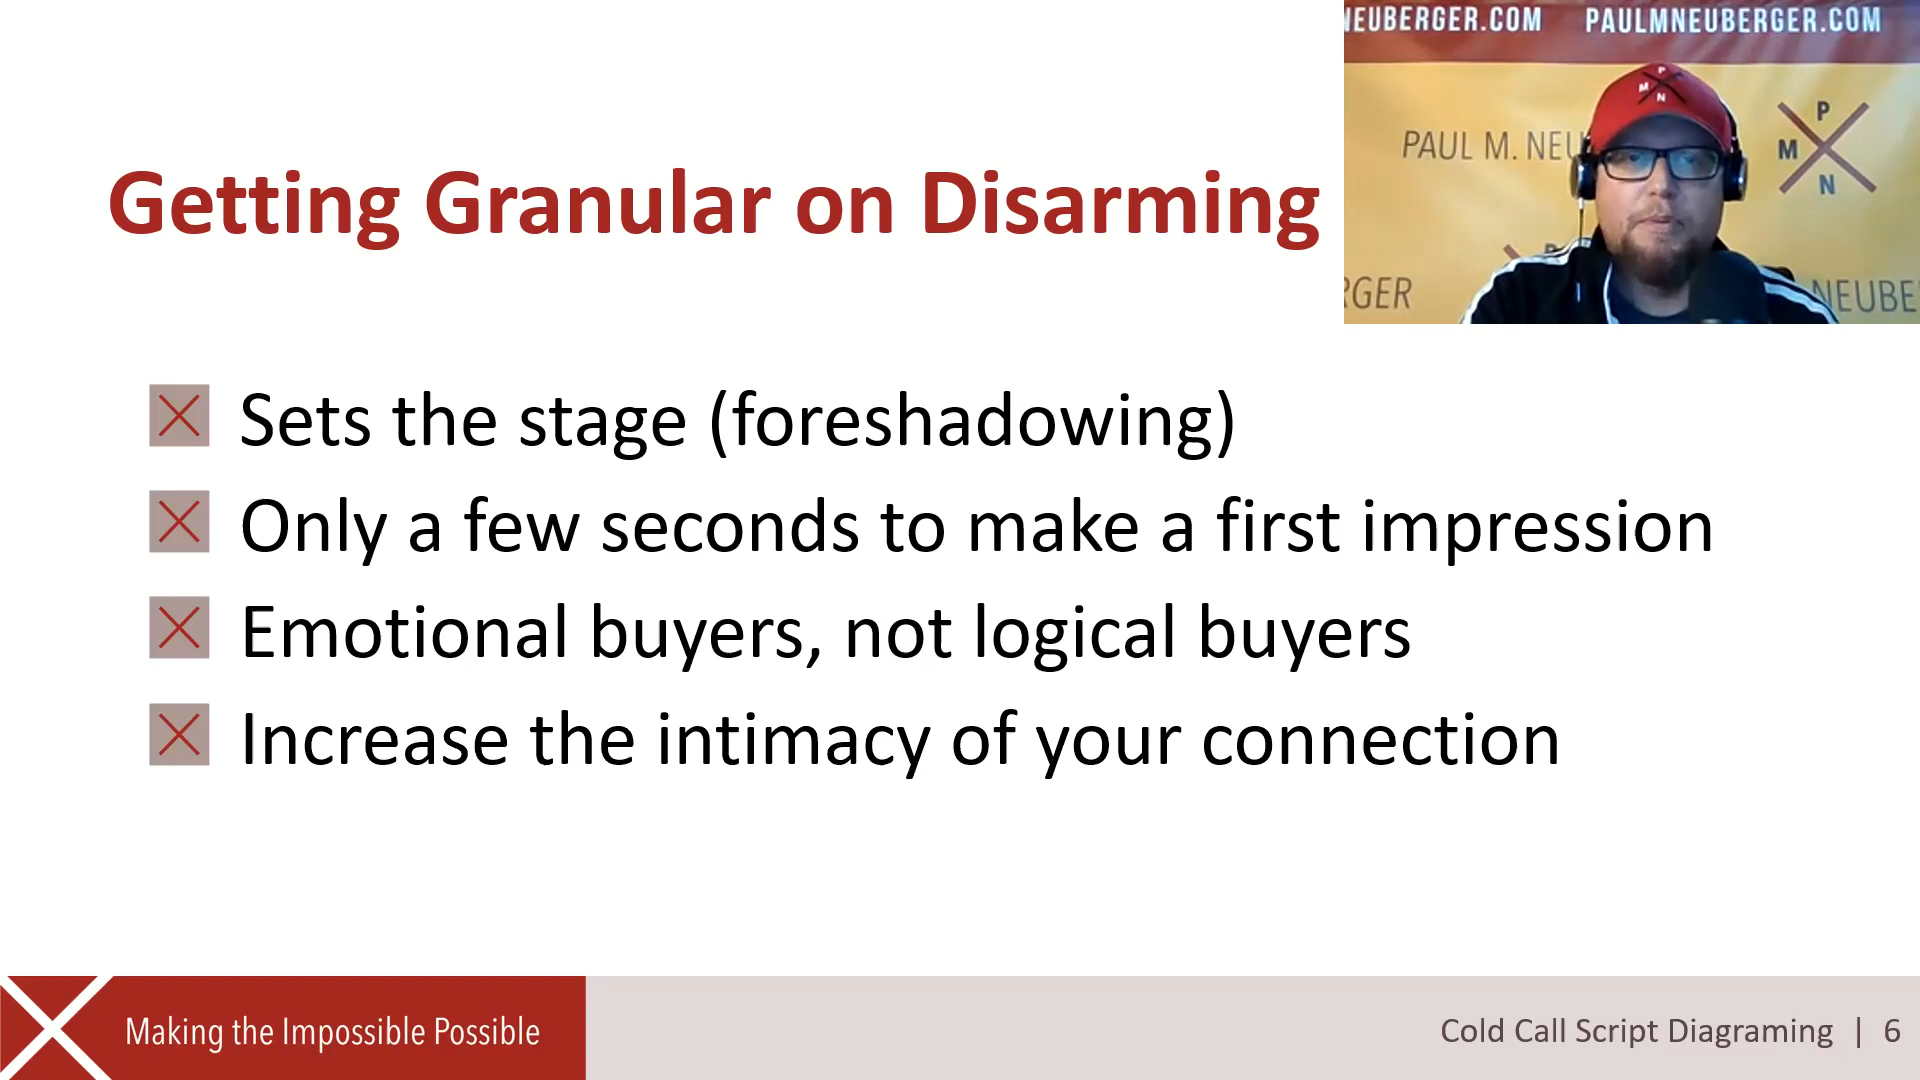 NEUBERGER.COM PAULMNEUBERGER.COM
P
M
N
PAUL M. NEU
P
M
N
RGER
NEUBE
Getting Granular on Disarming
Sets the stage (foreshadowing)
Only a few seconds to make a first impression
Emotional buyers, not logical buyers
Increase the intimacy of your connection
Making the Impossible Possible
Cold Call Script Diagraming | 6